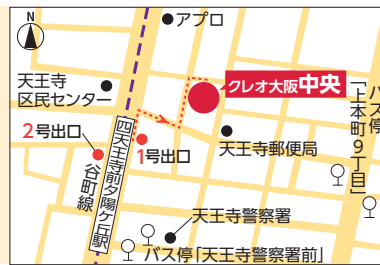 N
アプロ
クレオ大阪中央
天王寺
区民センター
バス停
「上本町9丁目」
2号出口
1号出口
天王寺郵便局
四天王寺前夕陽ヶ丘駅
谷町線
天王寺警察署
バス停「天王寺警察署前」